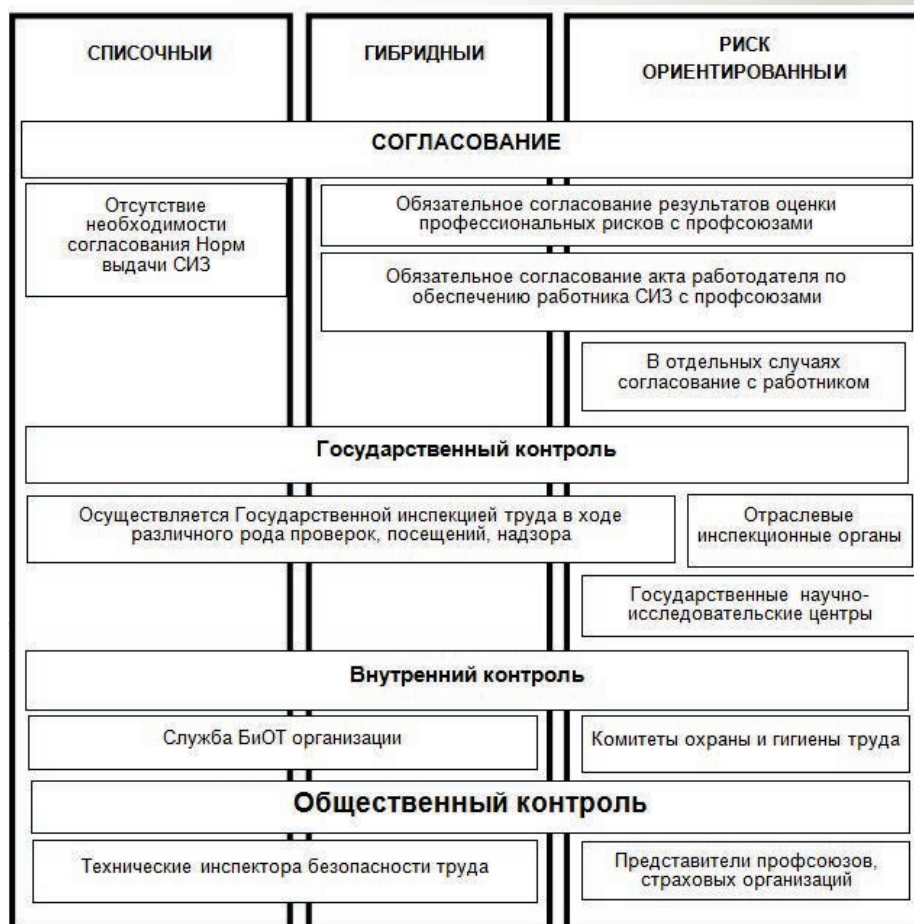 СПИСОЧНЫЙ
ГИБРИДНЫЙ
РИСК
ОРИЕНТИРОВАННЫЙ
СОГЛАСОВАНИЕ
Отсутствие
необходимости
согласования Норм
выдачи СИЗ
Обязательное согласование результатов оценки
профессиональных рисков с профсоюзами
Обязательное согласование акта работодателя по
обеспечению работника СИЗ с профсоюзами
В отдельных случаях
согласование с работником
Государственный контроль
Осуществляется Государственной инспекцией труда в ходе
различного рода проверок, посещений, надзора
Отраслевые
инспекционные органы
Государственные научно-
исследовательские центры
Внутренний контроль
Служба БиОТ организации
Комитеты охраны и гигиены труда
Общественный контроль
Технические инспектора безопасности труда
Представители профсоюзов,
страховых организаций